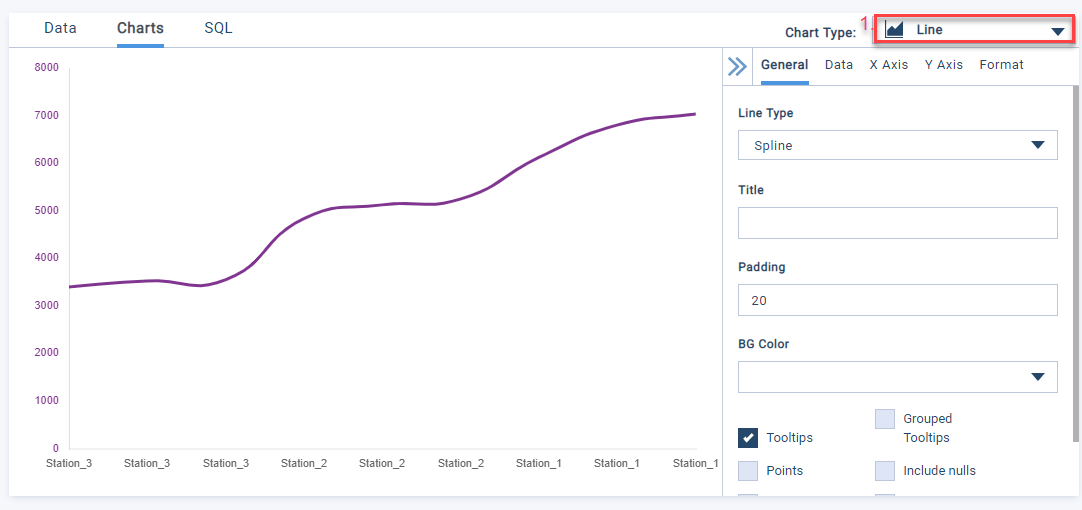 Data Charts SQL
1. Chart Type: Line
General Data X Axis Y Axis Format
Line Type
Spline
Title
Padding
20
BG Color
Tooltips
Grouped
Tooltips
Points
Include nulls
8000
7000
6000
5000
4000
3000
2000
1000
0
Station_3 Station_3 Station_3 Station_2 Station_2 Station_2 Station_1 Station_1 Station_1